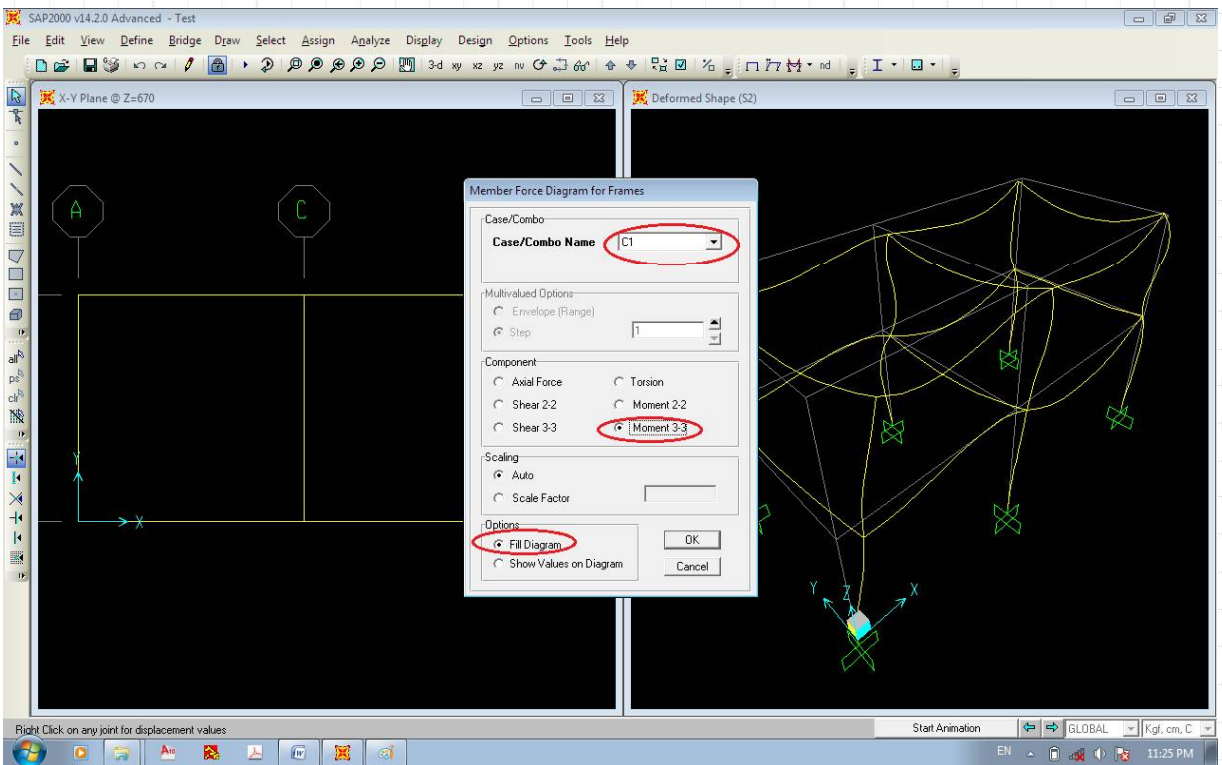 SAP2000 v14.2.0 Advanced - Test
File Edit View Define Bridge Draw Select Assign Analyze Display Design Options Tools Help
3-d xy xz yz nv nd
X-Y Plane @ Z=670
Deformed Shape (S2)
A
C
Y
X
all
ps
clr
Member Force Diagram for Frames
Case/Combo
Case/Combo Name C1
Multivalued Options
Envelope (Range)
Step 1
Component
Axial Force Torsion
Shear 2-2 Moment 2-2
Shear 3-3 Moment 3-3
Scaling
Auto
Scale Factor
Options
Fill Diagram
Show Values on Diagram
OK
Cancel
Y Z X
Right Click on any joint for displacement values
Start Animation
GLOBAL
Kgf, cm, C
EN
11:25 PM